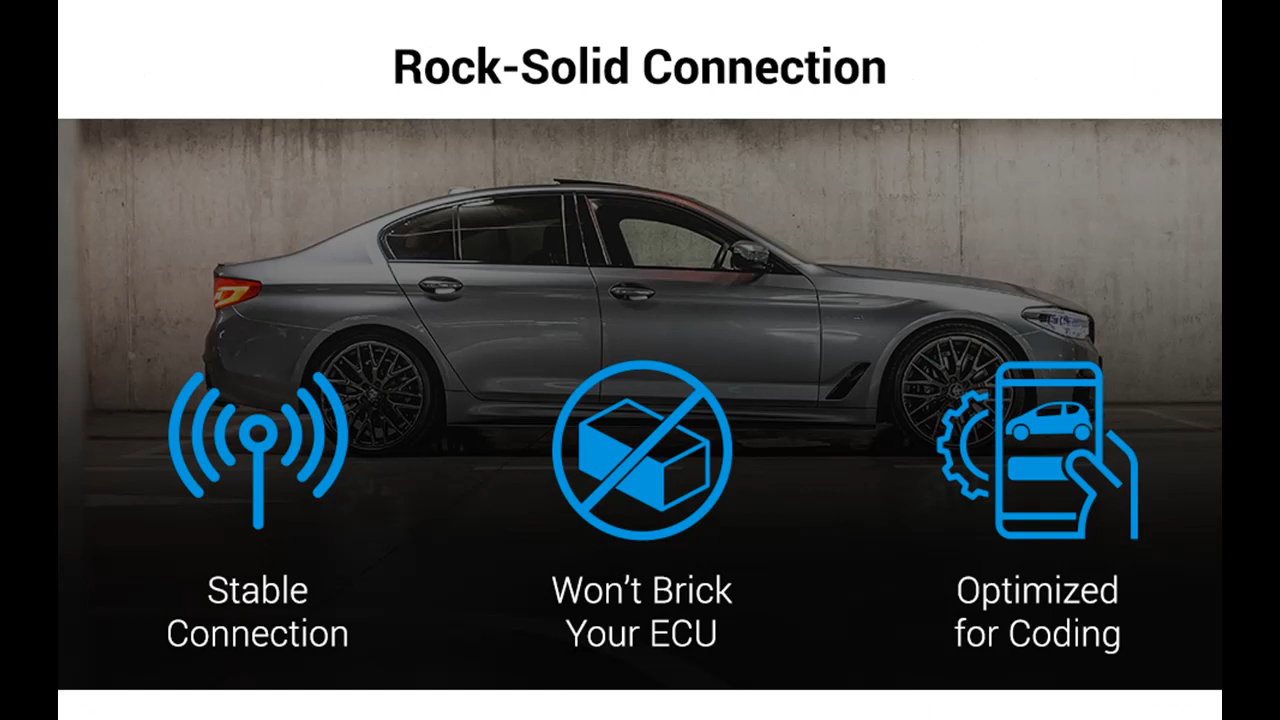 Rock-Solid Connection
Stable
Connection
Won't Brick
Your ECU
Optimized
for Coding